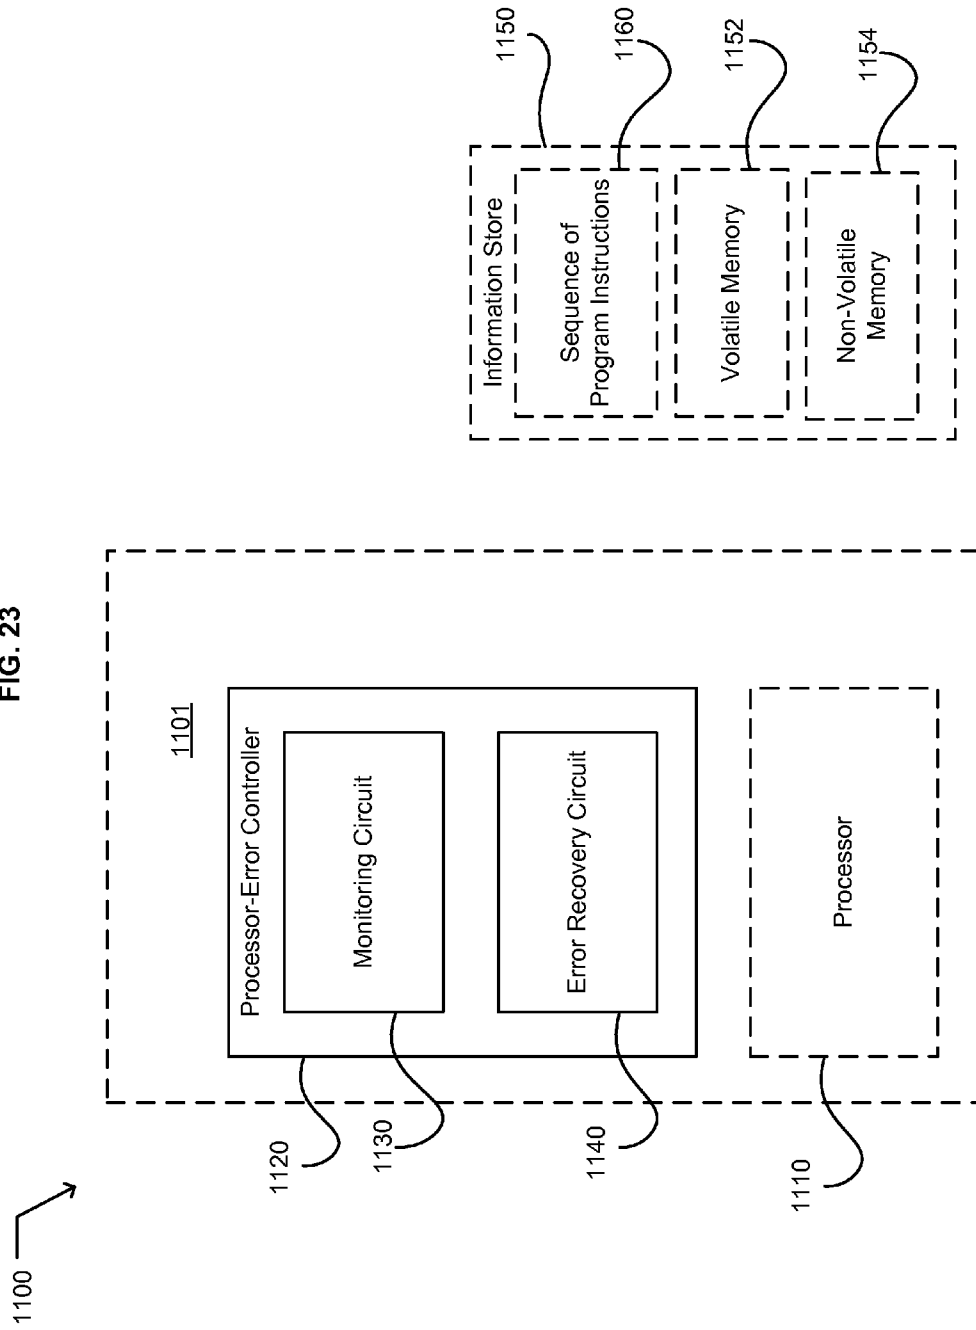 FIG. 23
1100
1101
1120
Processor-Error Controller
1130
Monitoring Circuit
1140
Error Recovery Circuit
1110
Processor
Information Store
1150
Sequence of
Program Instructions
1160
Volatile Memory
1152
Non-Volatile
Memory
1154